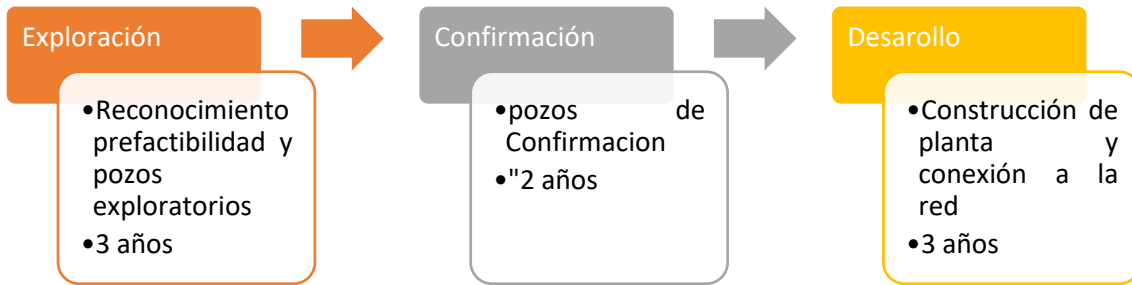 Exploración
•Reconocimiento
prefactibilidad y
pozos
exploratorios
•3 años
Confirmación
•pozos de
Confirmacion
•"2 años
Desarollo
•Construcción de
planta y
conexión a la
red
•3 años